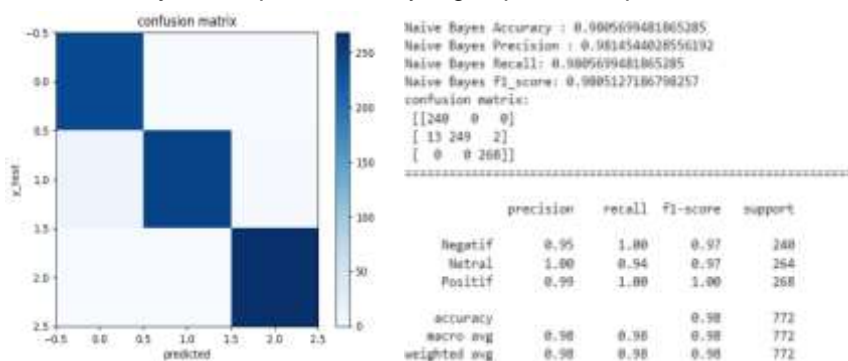 confusion matrix
-0.5
0.0
0.5
1.0
1.5
2.0
2.5
y_test
-0.5 0.0 0.5 1.0 1.5 2.0 2.5
predicted
250
200
150
100
50
0
Naive Bayes Accuracy : 0.9805699481865285
Naive Bayes Precision : 0.9814544028556192
Naive Bayes Recall: 0.9805699481865285
Naive Bayes f1_score: 0.9805127186798257
confusion matrix:
[[240 0 0]
[ 13 249 2]
[ 0 0 268]]
precision recall f1-score support
Negatif 0.95 1.00 0.97 240
Netral 1.00 0.94 0.97 264
Positif 0.99 1.00 1.00 268
accuracy 0.98 772
macro avg 0.98 0.98 0.98 772
weighted avg 0.98 0.98 0.98 772